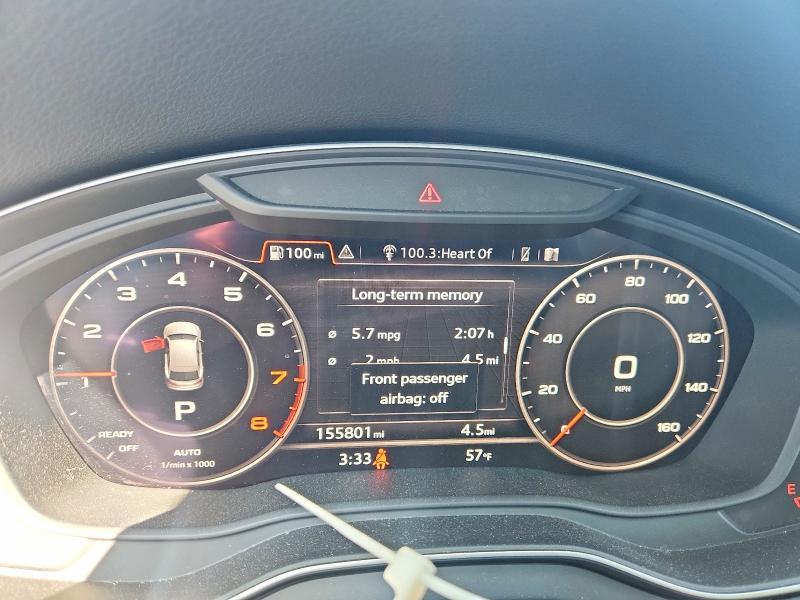 100 mi
100.3:Heart Of
Long-term memory
ø 5.7 mpg 2:07 h
ø 2 mph 4.5 mi
Front passenger
airbag: off
155801 mi 4.5 mi
3:33 57°F
1 2 3 4 5 6 7 8
P
READY
OFF
AUTO
1/min x 1000
20 40 60 80 100 120 140 160
0
MPH
E